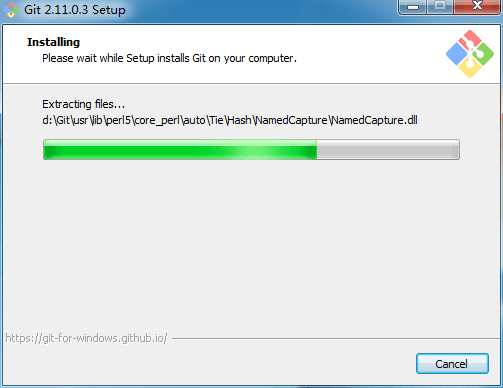 Git 2.11.0.3 Setup
Installing
Please wait while Setup installs Git on your computer.
Extracting files...
d:\Git\usr\lib\perl5\core_perl\auto\Tie\Hash\NamedCapture\NamedCapture.dll
https://git-for-windows.github.io/
Cancel